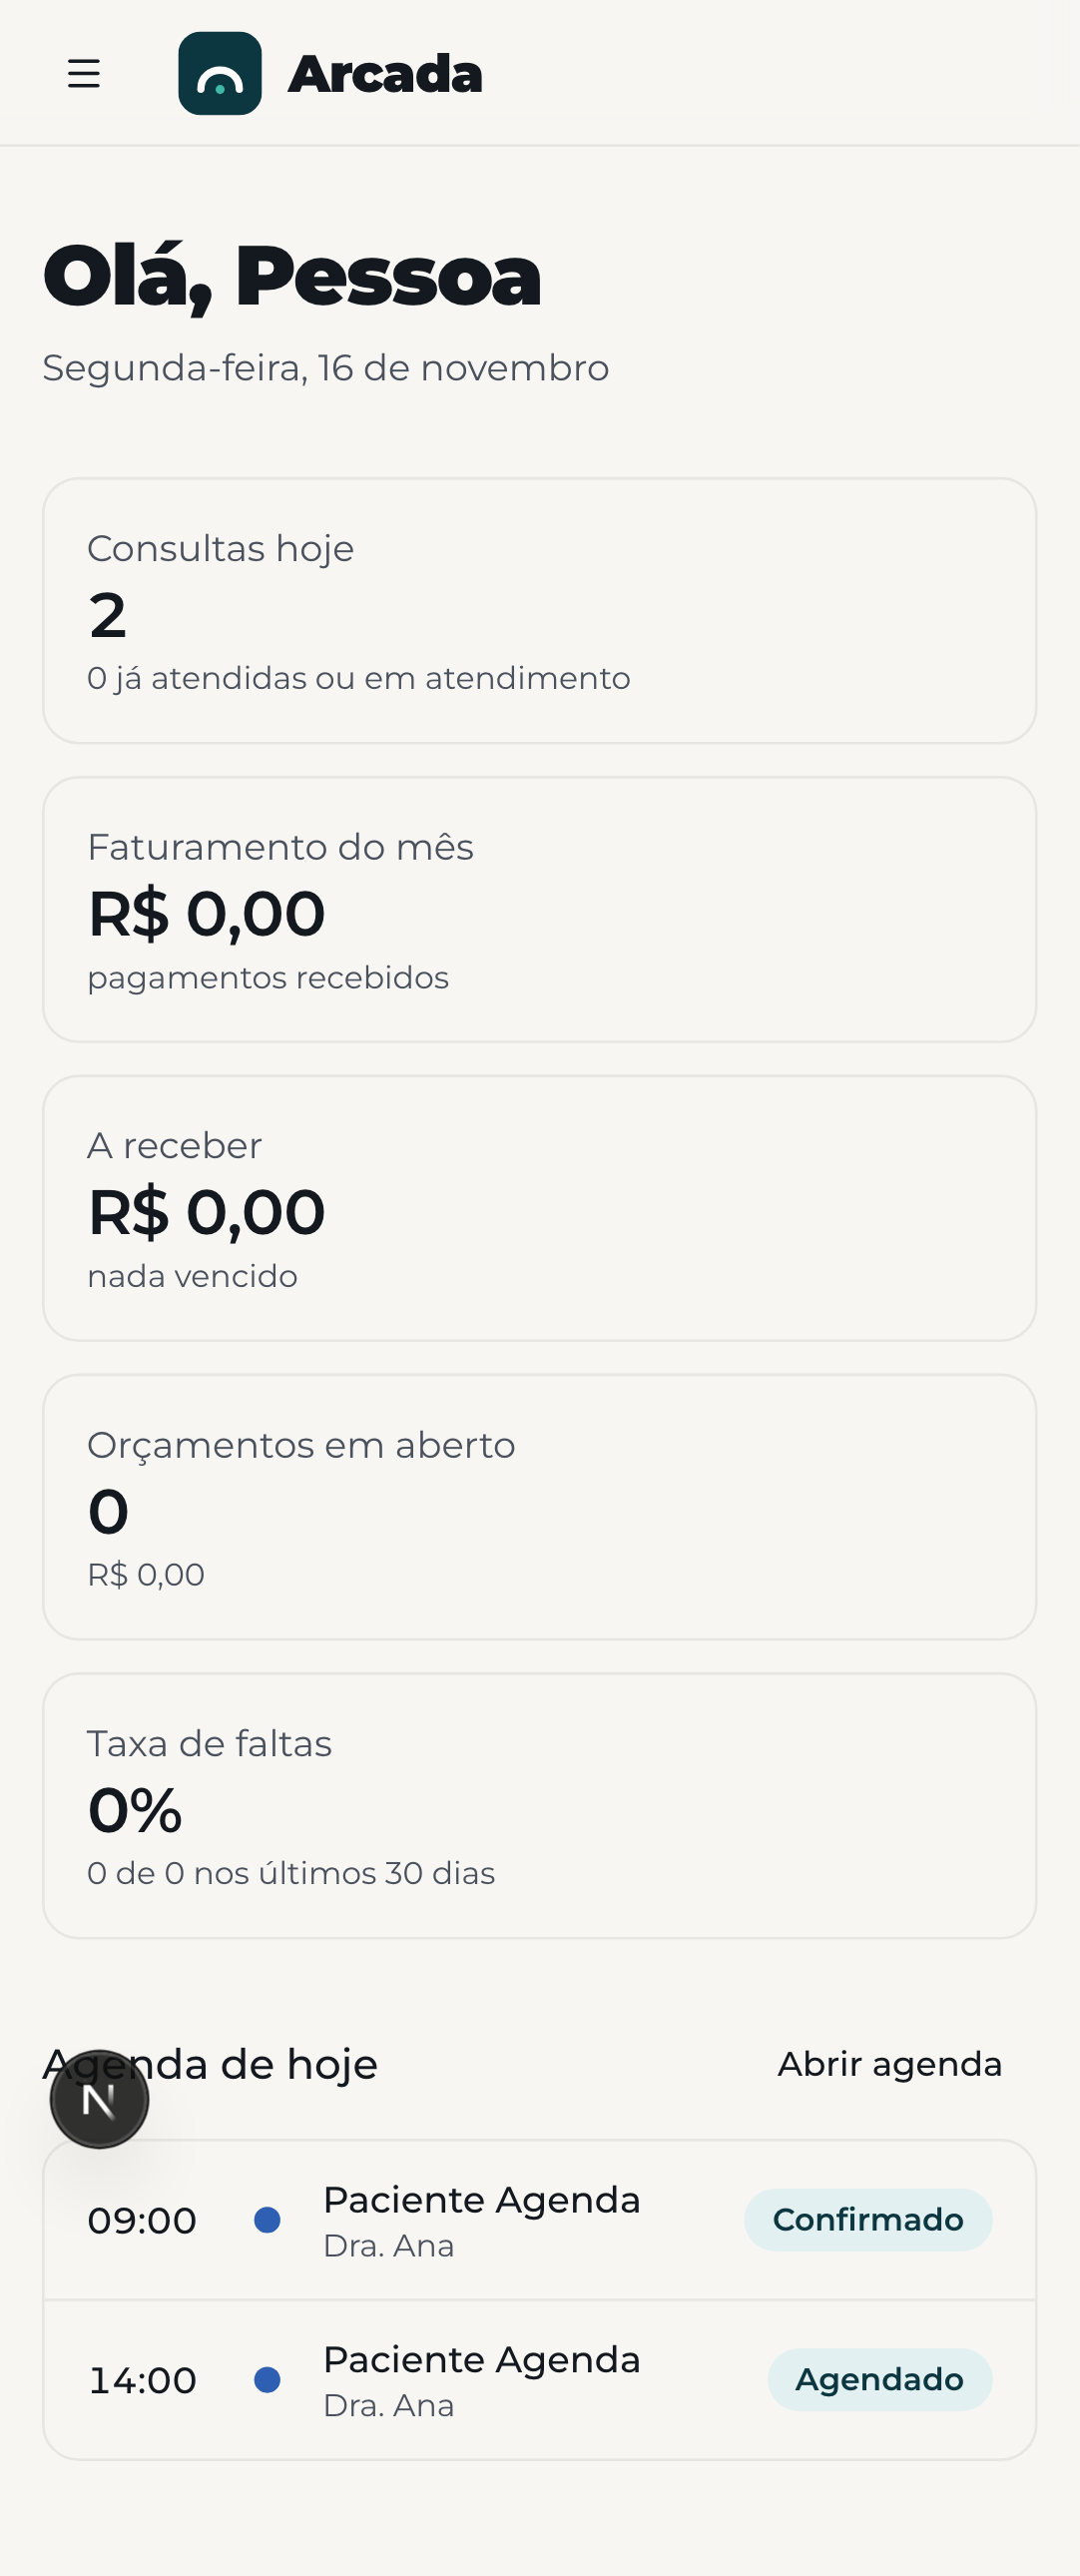 Arcada
Olá, Pessoa
Segunda-feira, 16 de novembro
Consultas hoje
2
0 já atendidas ou em atendimento
Faturamento do mês
R$ 0,00
pagamentos recebidos
A receber
R$ 0,00
nada vencido
Orçamentos em aberto
0
R$ 0,00
Taxa de faltas
0%
0 de 0 nos últimos 30 dias
Agenda de hoje
Abrir agenda
N
09:00
Paciente Agenda
Dra. Ana
Confirmado
14:00
Paciente Agenda
Dra. Ana
Agendado